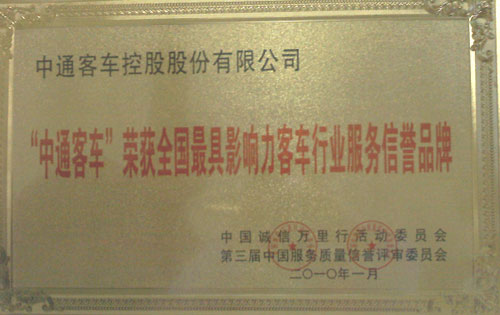 中通客车控股股份有限公司
“中通客车”荣获全国最具影响力客车行业服务信誉品牌
中国诚信万里行活动委员会
第三届中国服务质量信誉评审委员会
二〇一〇年一月